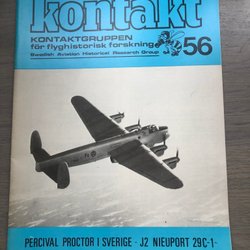 kontakt
KONTAKTGRUPPEN
för flyghistorisk forskning
Swedish Aviation Historical Research Group
56
PERCIVAL PROCTOR I SVERIGE · J2 NIEUPORT 29C-1·